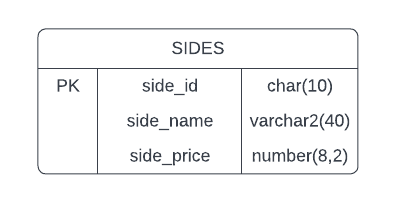 SIDES
PK side_id char(10)
side_name varchar2(40)
side_price number(8,2)